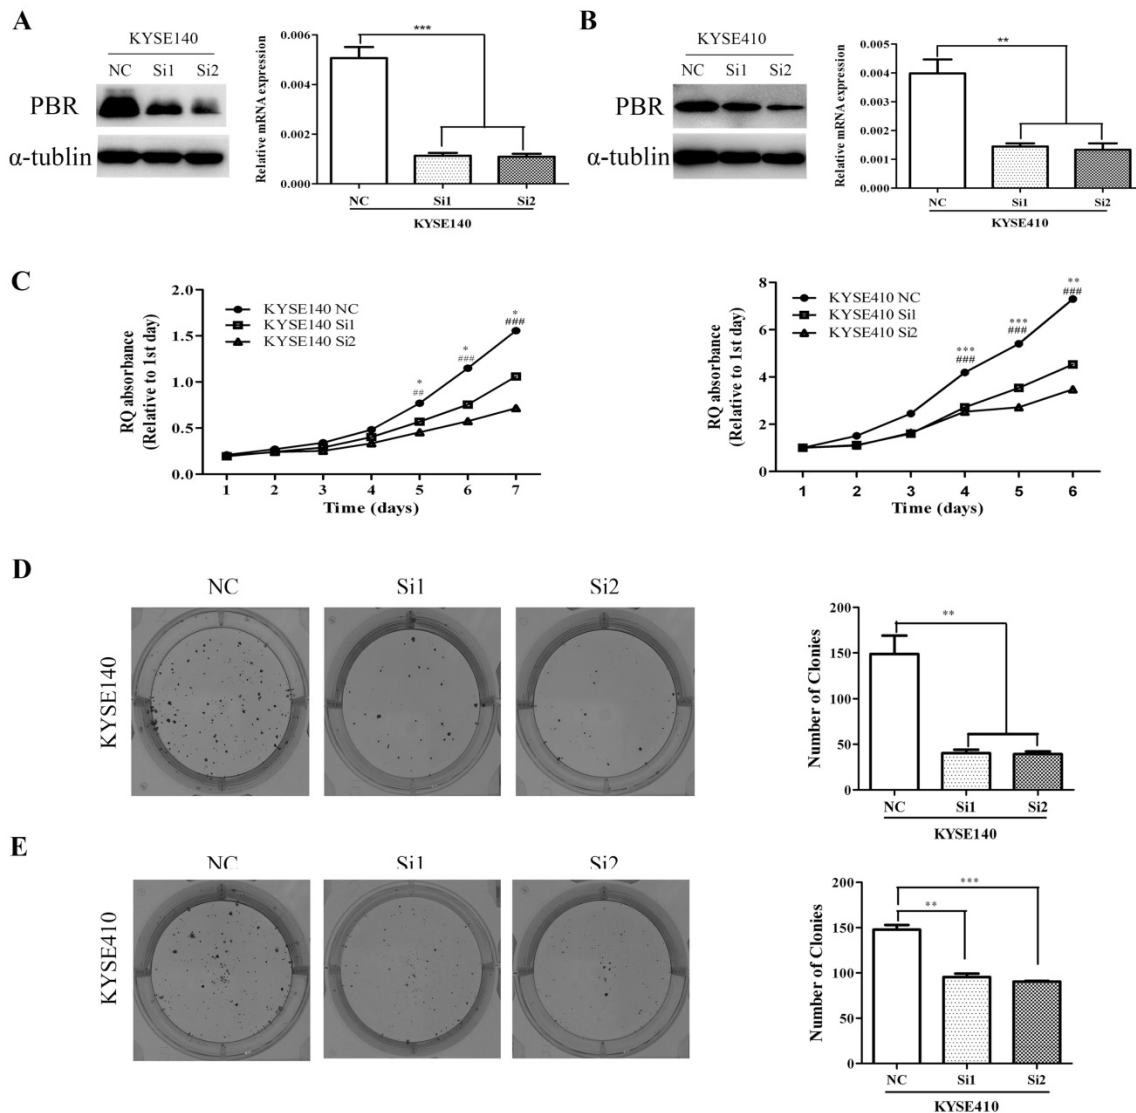 A
KYSE140
NC Si1 Si2
PBR
α-tublin
Relative mRNA expression
0.006
0.004
0.002
0.000
***
NC Si1 Si2
KYSE140
B
KYSE410
NC Si1 Si2
PBR
α-tublin
Relative mRNA expression
0.005
0.004
0.003
0.002
0.001
0.000
**
NC Si1 Si2
KYSE410
C
RQ absorbance
(Relative to 1st day)
2.0
1.5
1.0
0.5
0.0
KYSE140 NC
KYSE140 Si1
KYSE140 Si2
*
##
*
###
*
###
1 2 3 4 5 6 7
Time (days)
RQ absorbance
(Relative to 1st day)
8
6
4
2
0
KYSE410 NC
KYSE410 Si1
KYSE410 Si2
***
###
***
###
**
###
1 2 3 4 5 6
Time (days)
D
NC Si1 Si2
KYSE140
Number of Clonies
200
150
100
50
0
**
NC Si1 Si2
KYSE140
E
NC Si1 Si2
KYSE410
Number of Clonies
200
150
100
50
0
**
***
NC Si1 Si2
KYSE410